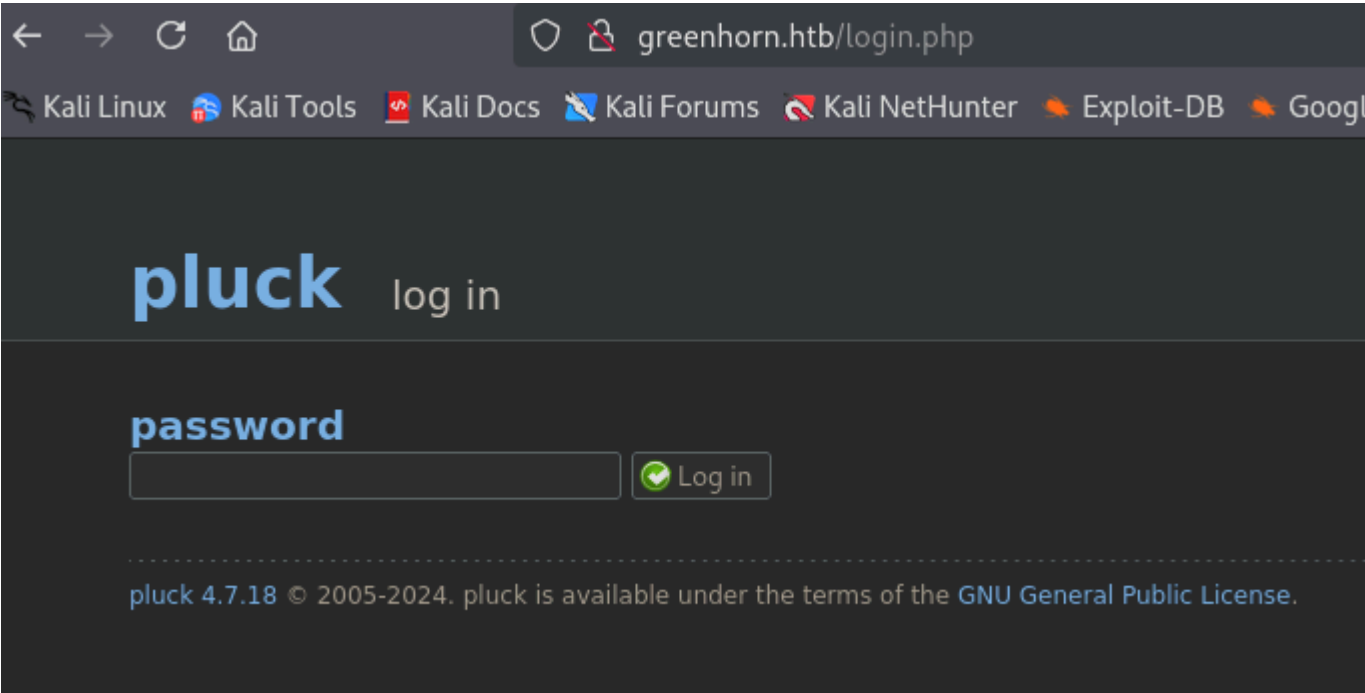 greenhorn.htb/login.php
Kali Linux Kali Tools Kali Docs Kali Forums Kali NetHunter Exploit-DB Googl
pluck log in
password
Log in
pluck 4.7.18 © 2005-2024. pluck is available under the terms of the GNU General Public License.